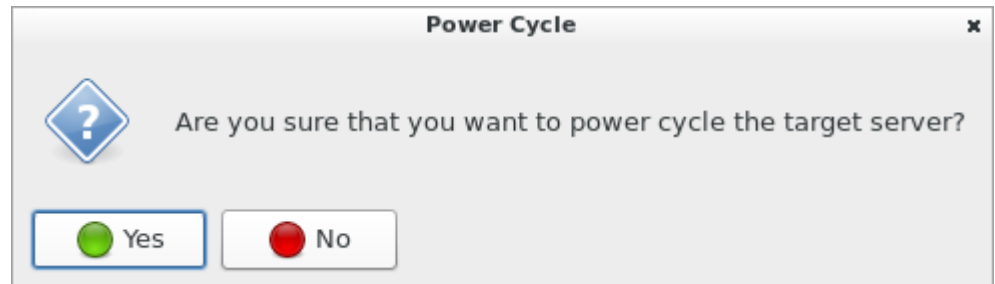 Power Cycle
Are you sure that you want to power cycle the target server?
Yes
No